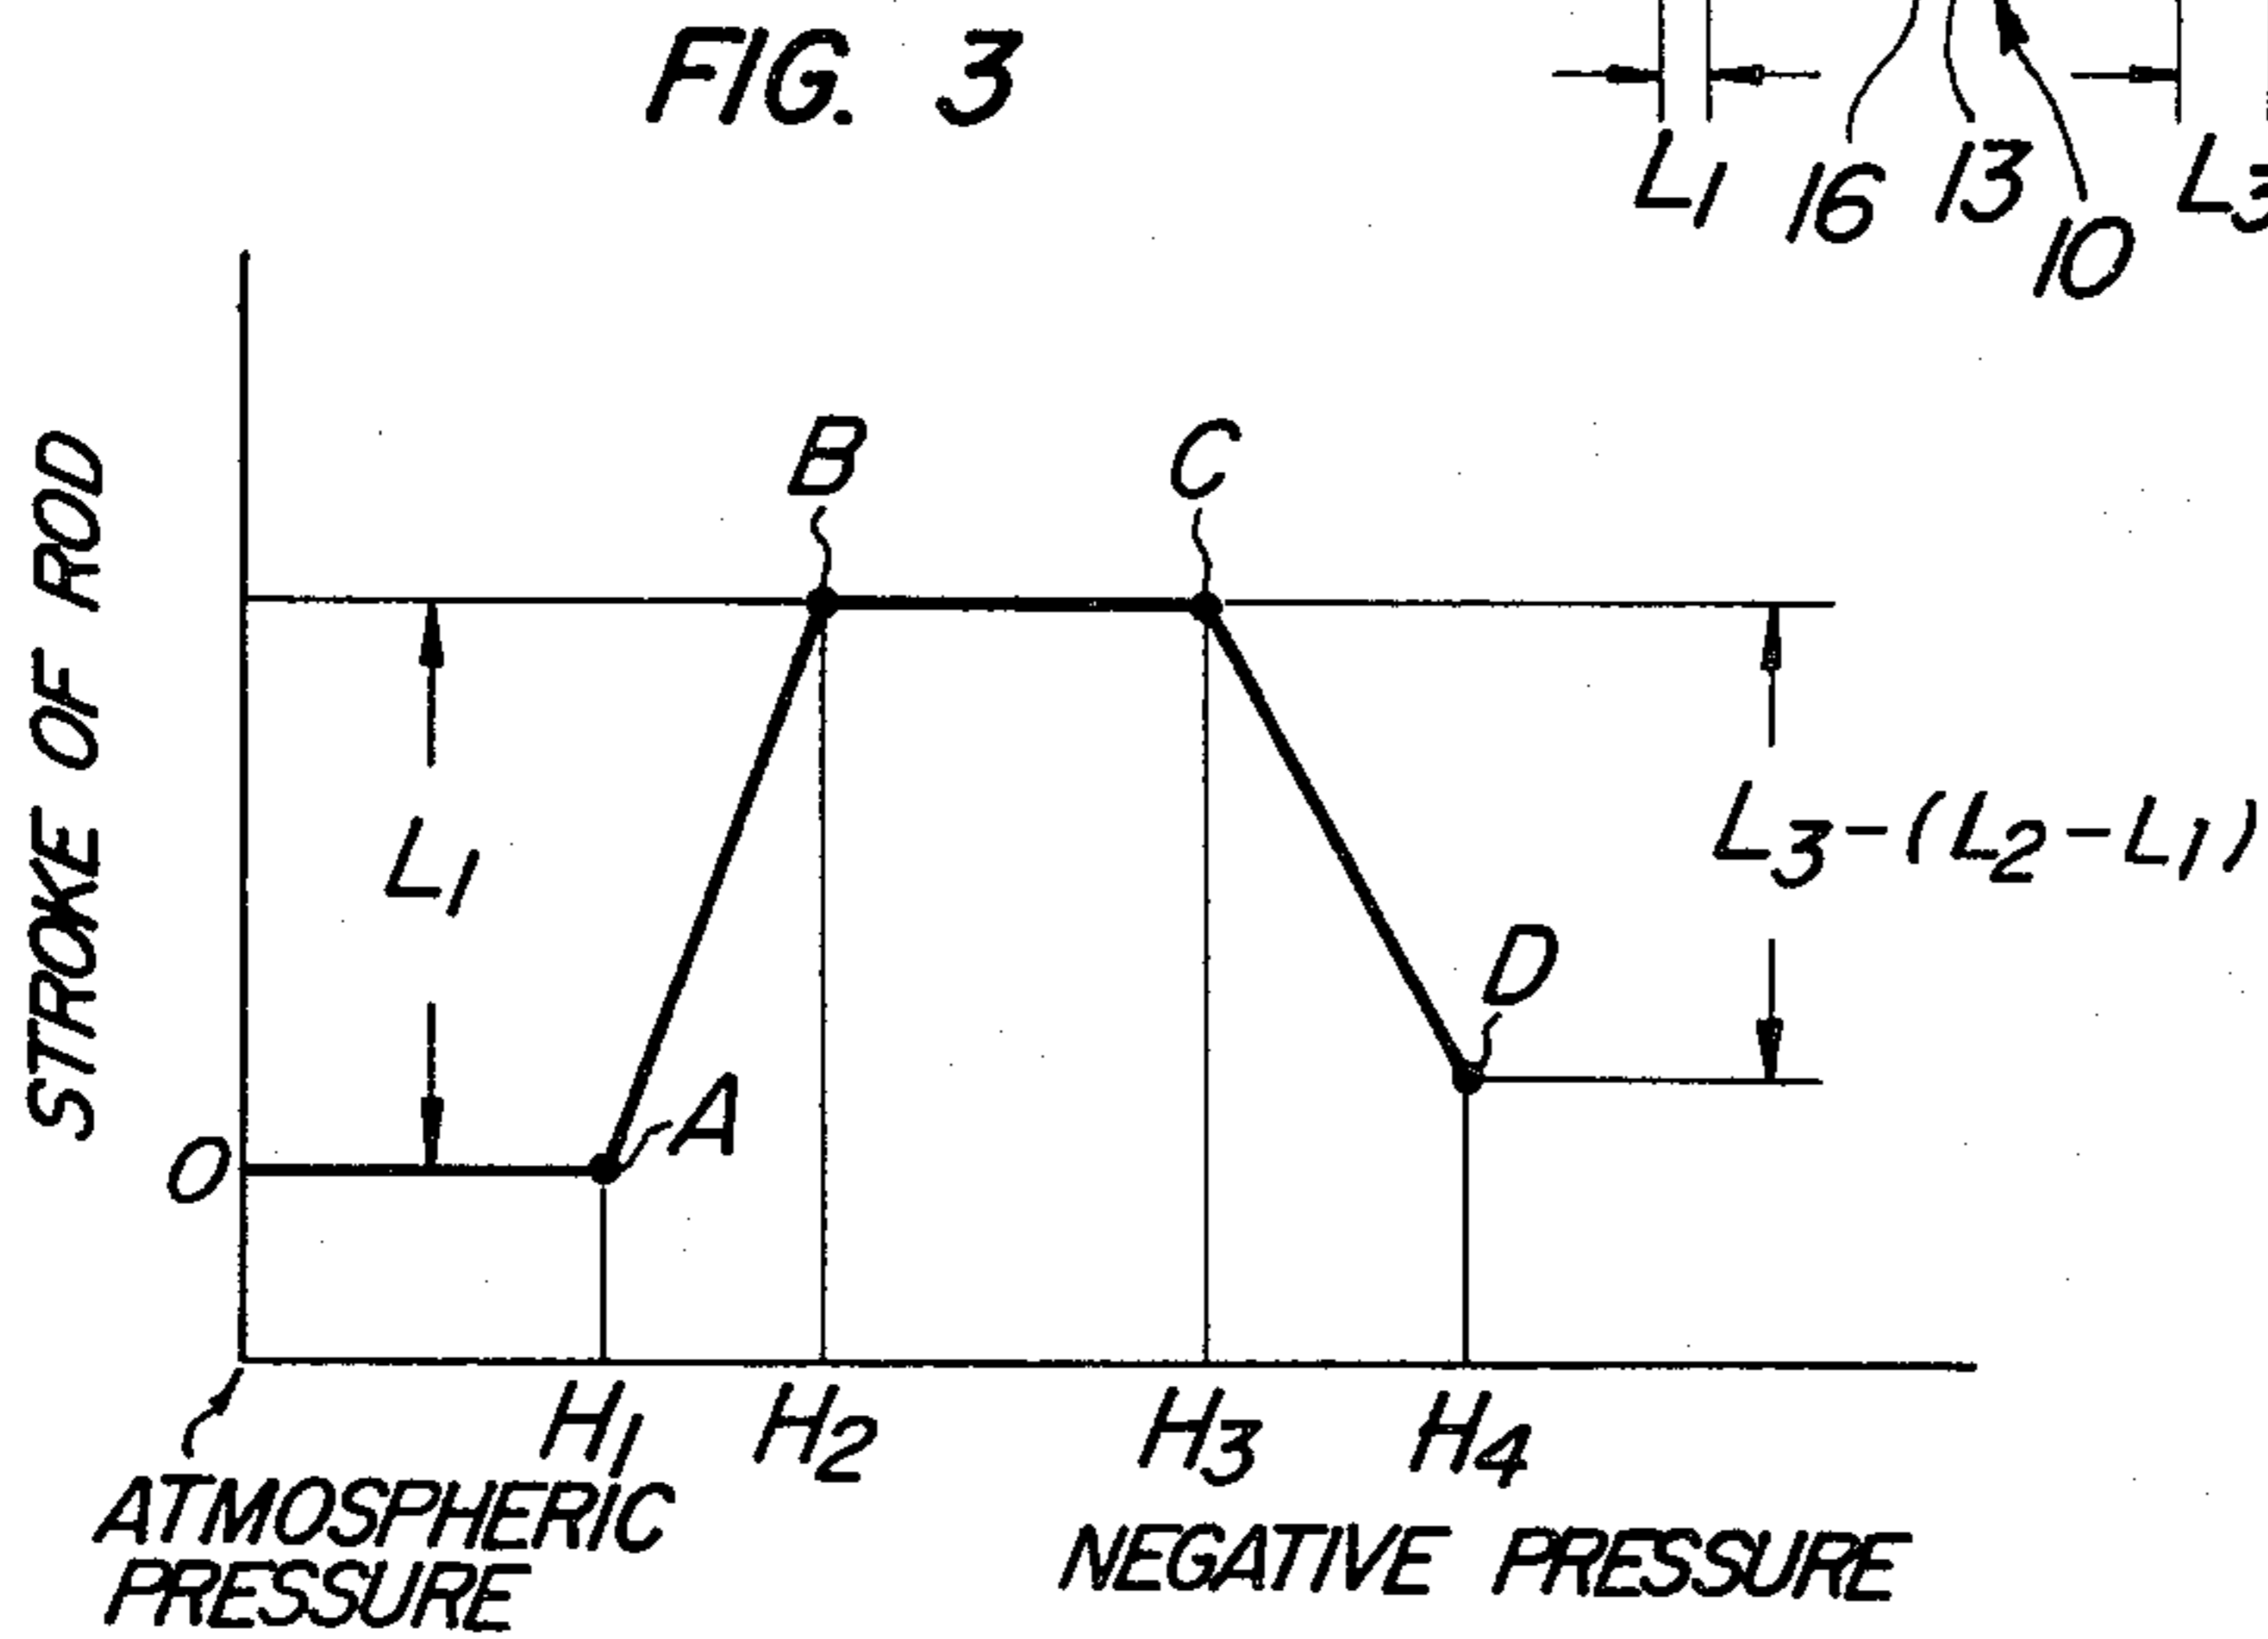 FIG. 3
L1 16 13 10 L3
STROKE OF ROD
B C
L1
L3-(L2-L1)
D
A
O
H1 H2 H3 H4
ATMOSPHERIC
PRESSURE
NEGATIVE PRESSURE